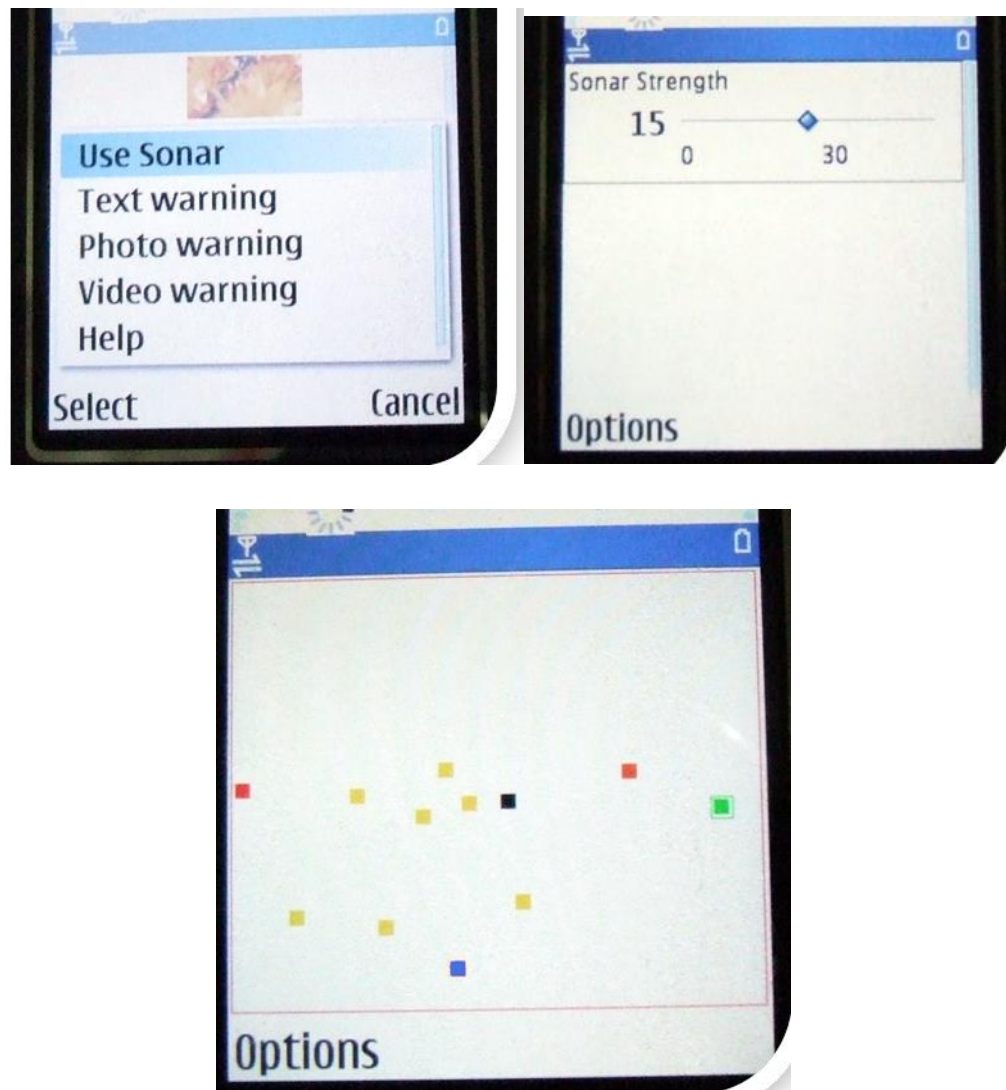 Use Sonar
Text warning
Photo warning
Video warning
Help
Select Cancel
Sonar Strength
15
0 30
Options
Options